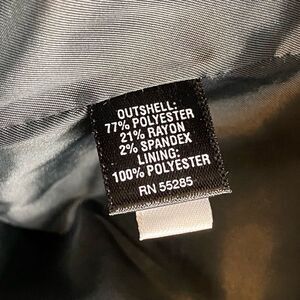 OUTSHELL:
77% POLYESTER
21% RAYON
2% SPANDEX
LINING:
100% POLYESTER
RN 55285